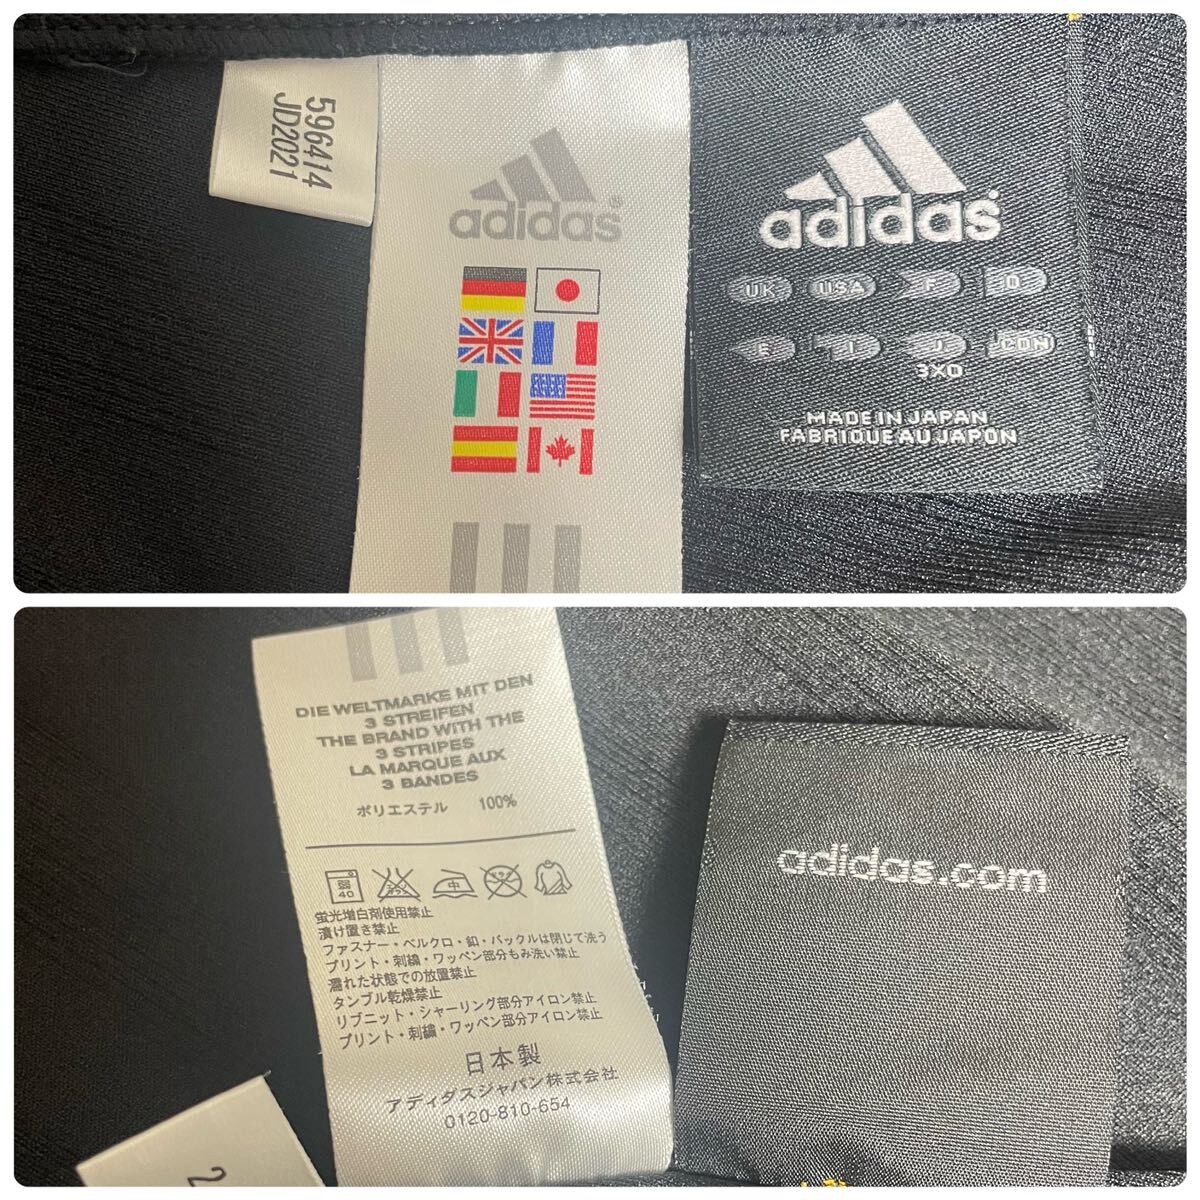 596414
JD2021
adidas
adidas
UK USA F D
E I J CDN
3XO
MADE IN JAPAN
FABRIQUE AU JAPON
DIE WELTMARKE MIT DEN
3 STREIFEN
THE BRAND WITH THE
3 STRIPES
LA MARQUE AUX
3 BANDES
ポリエステル 100%
40
中
蛍光増白剤使用禁止
漬け置き禁止
ファスナー・ベルクロ・釦・バックルは閉じて洗う
プリント・刺繍・ワッペン部分もみ洗い禁止
濡れた状態での放置禁止
タンブル乾燥禁止
リブニット・シャーリング部分アイロン禁止
プリント・刺繍・ワッペン部分アイロン禁止
日本製
アディダスジャパン株式会社
0120-810-654
2
adidas.com